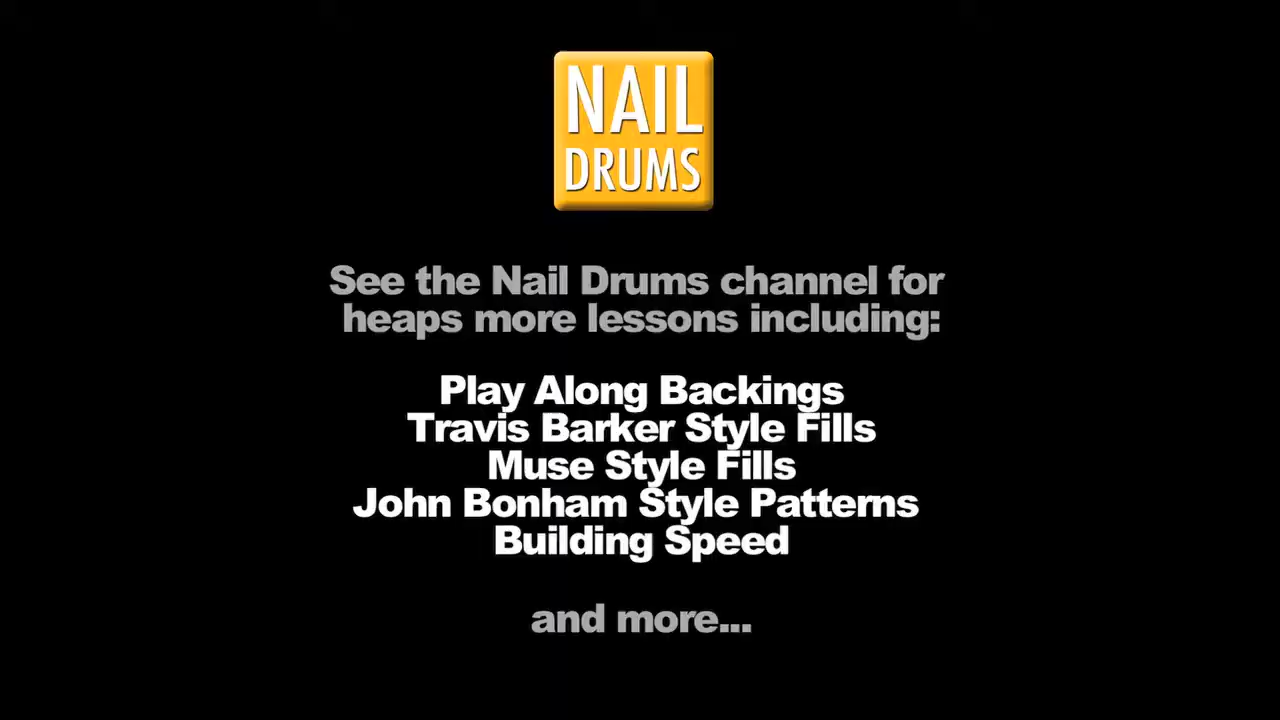 NAIL
DRUMS
See the Nail Drums channel for
heaps more lessons including:
Play Along Backings
Travis Barker Style Fills
Muse Style Fills
John Bonham Style Patterns
Building Speed
and more...